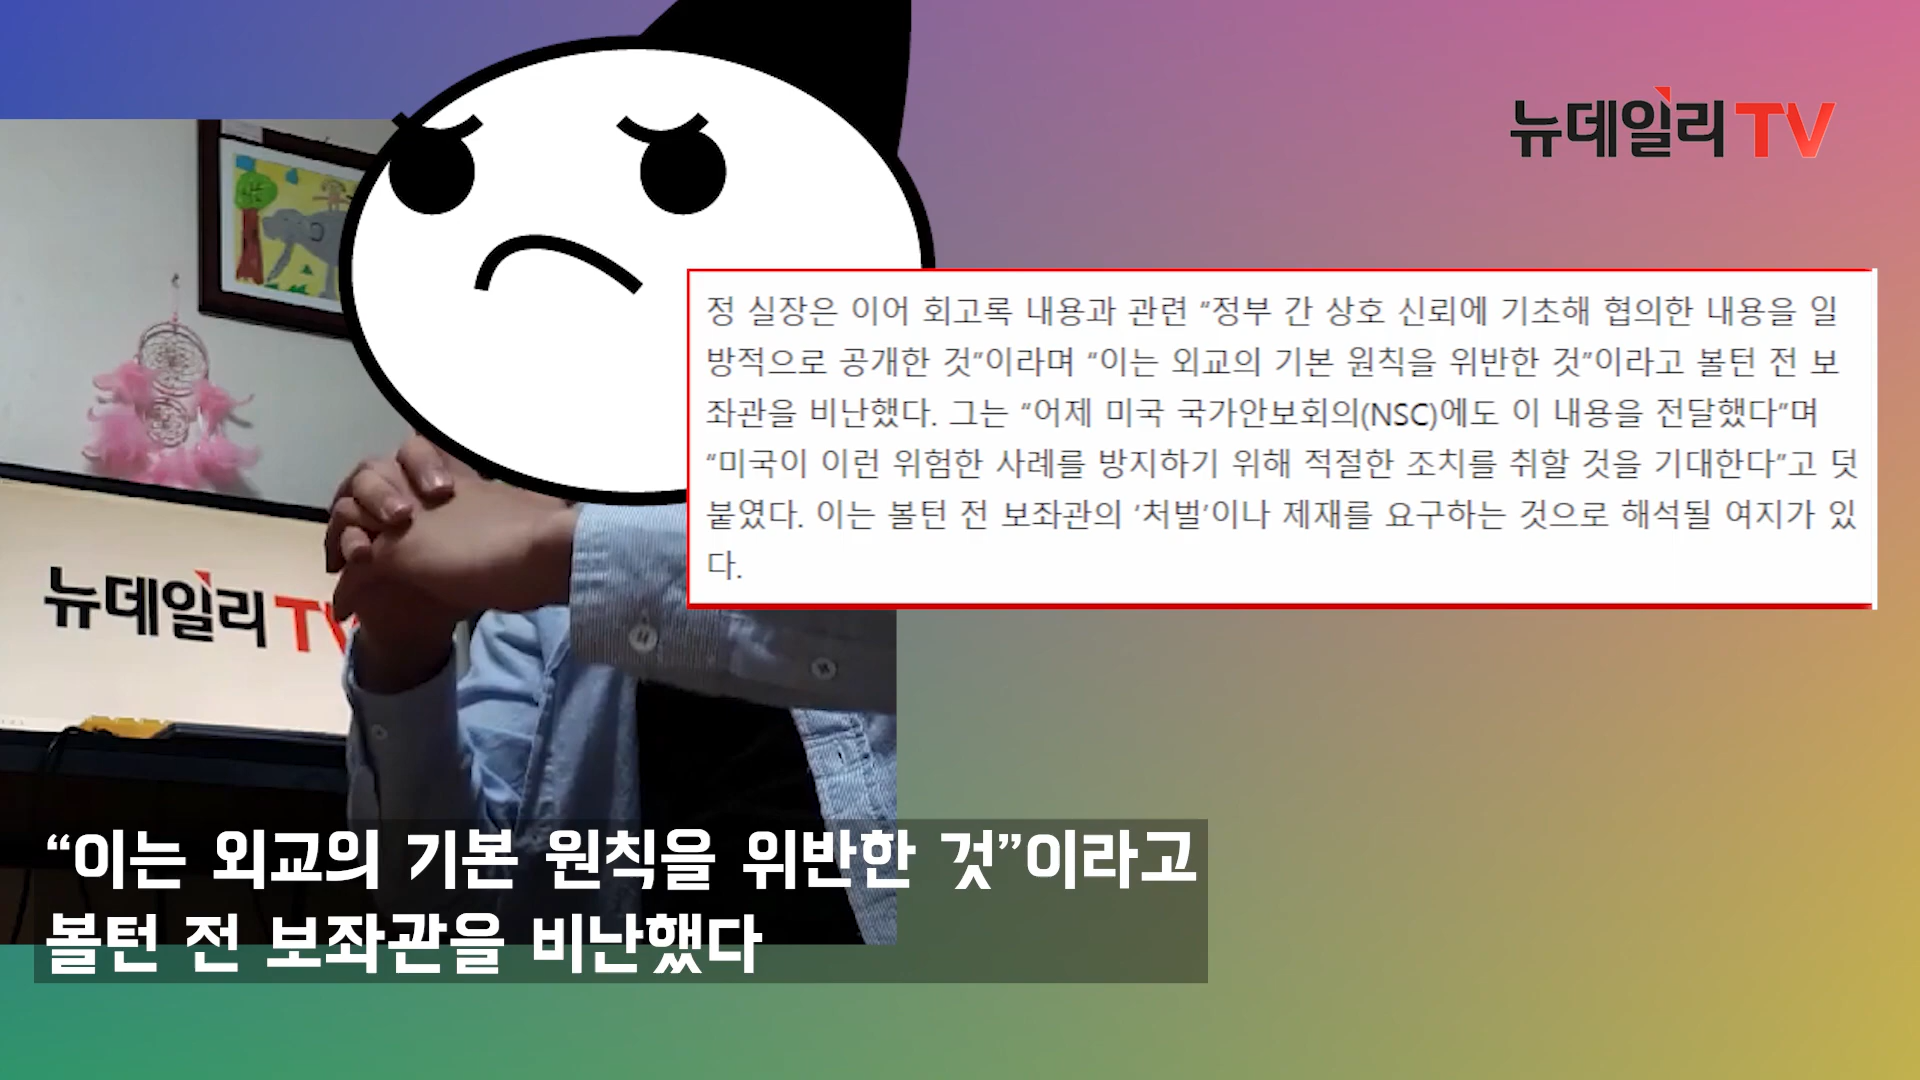 뉴데일리TV
정 실장은 이어 회고록 내용과 관련 “정부 간 상호 신뢰에 기초해 협의한 내용을 일
방적으로 공개한 것”이라며 “이는 외교의 기본 원칙을 위반한 것”이라고 볼턴 전 보
좌관을 비난했다. 그는 “어제 미국 국가안보회의(NSC)에도 이 내용을 전달했다”며
“미국이 이런 위험한 사례를 방지하기 위해 적절한 조치를 취할 것을 기대한다”고 덧
붙였다. 이는 볼턴 전 보좌관의 ‘처벌’이나 제재를 요구하는 것으로 해석될 여지가 있
다.
뉴데일리TV
“이는 외교의 기본 원칙을 위반한 것”이라고
볼턴 전 보좌관을 비난했다